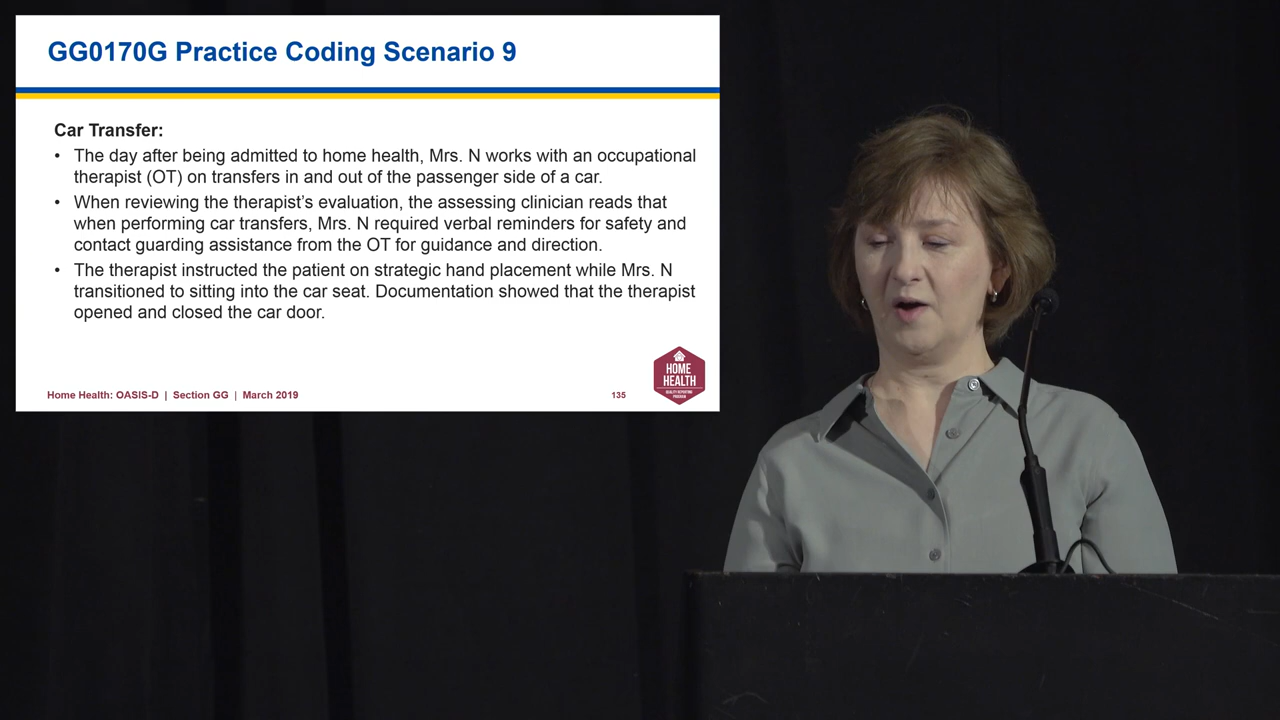 GG0170G Practice Coding Scenario 9
Car Transfer:
• The day after being admitted to home health, Mrs. N works with an occupational
therapist (OT) on transfers in and out of the passenger side of a car.
• When reviewing the therapist’s evaluation, the assessing clinician reads that
when performing car transfers, Mrs. N required verbal reminders for safety and
contact guarding assistance from the OT for guidance and direction.
• The therapist instructed the patient on strategic hand placement while Mrs. N
transitioned to sitting into the car seat. Documentation showed that the therapist
opened and closed the car door.
HOME
HEALTH
QUALITY REPORTING
PROGRAM
Home Health: OASIS-D | Section GG | March 2019
135